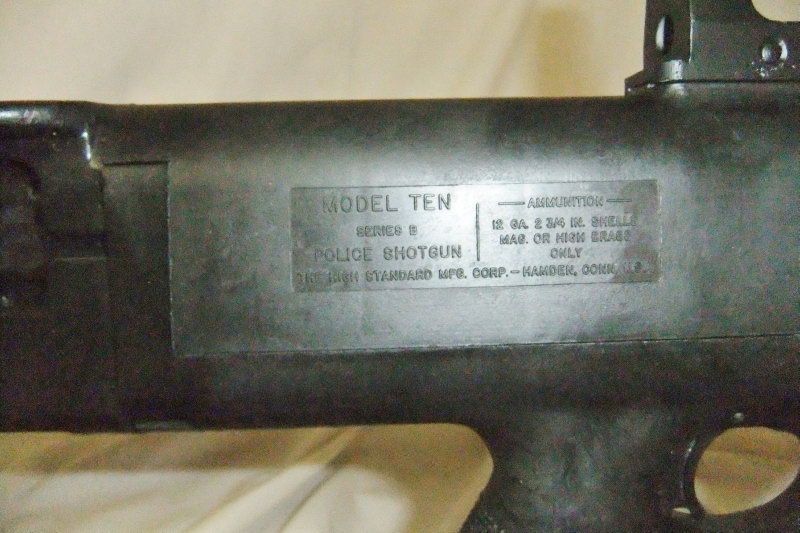 MODEL TEN
SERIES B
POLICE SHOTGUN
THE HIGH STANDARD MFG. CORP. – HAMDEN, CONN. U.S.
— AMMUNITION —
12 GA. 2 3/4 IN. SHELLS
MAG. OR HIGH BRASS
ONLY